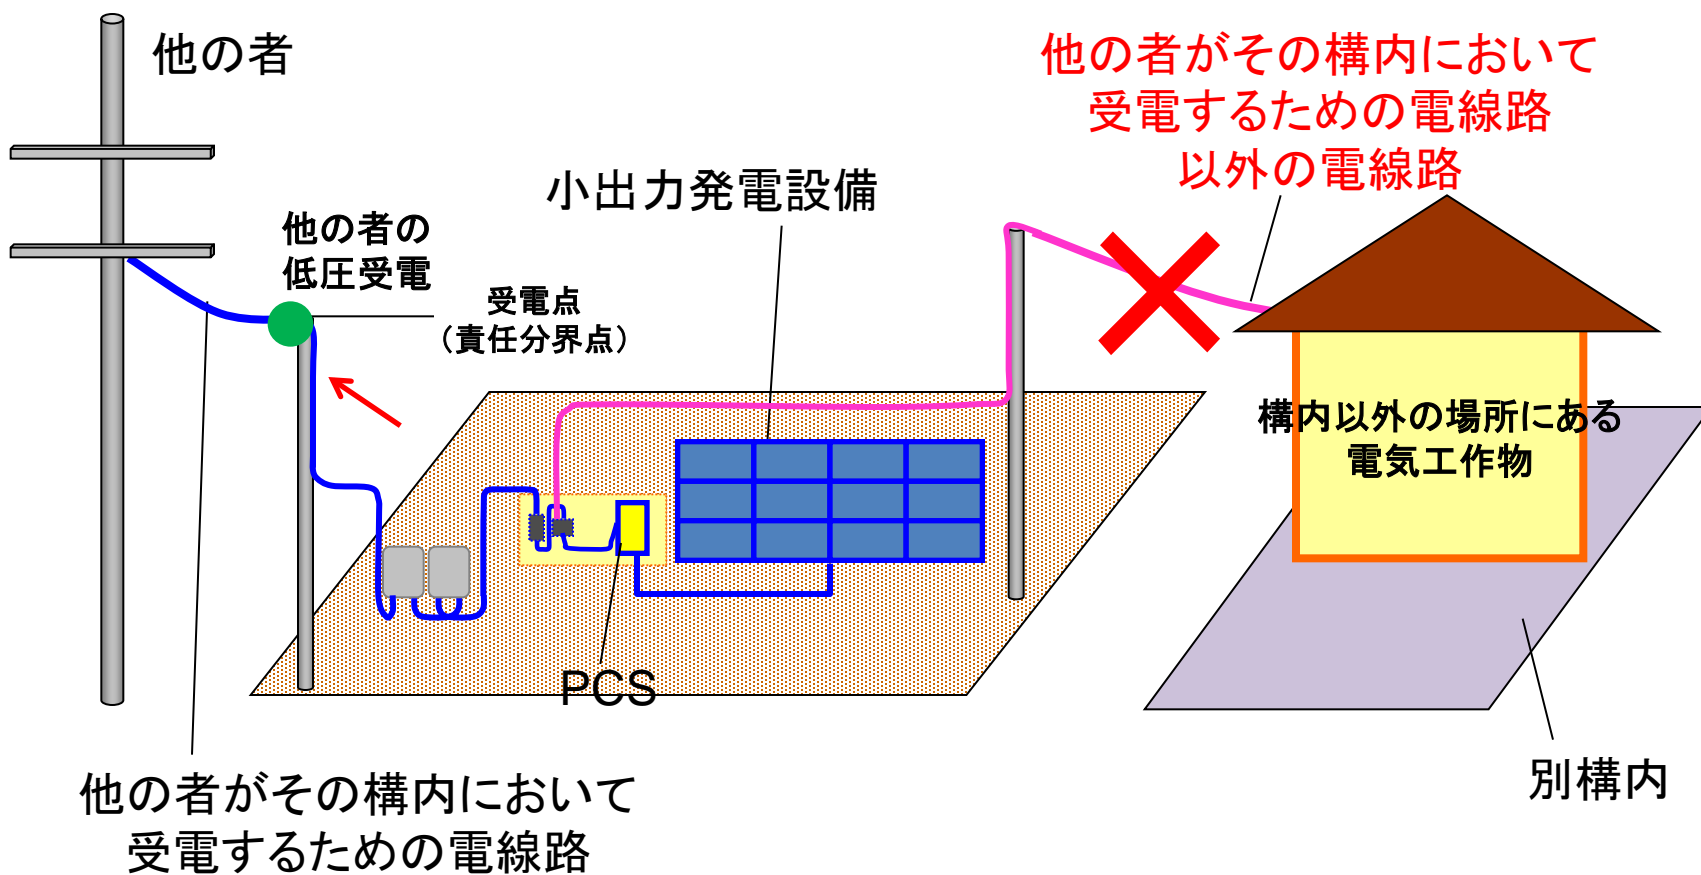 他の者
他の者がその構内において
受電するための電線路
以外の電線路
小出力発電設備
他の者の
低圧受電
受電点
（責任分界点）
構内以外の場所にある
電気工作物
PCS
別構内
他の者がその構内において
受電するための電線路